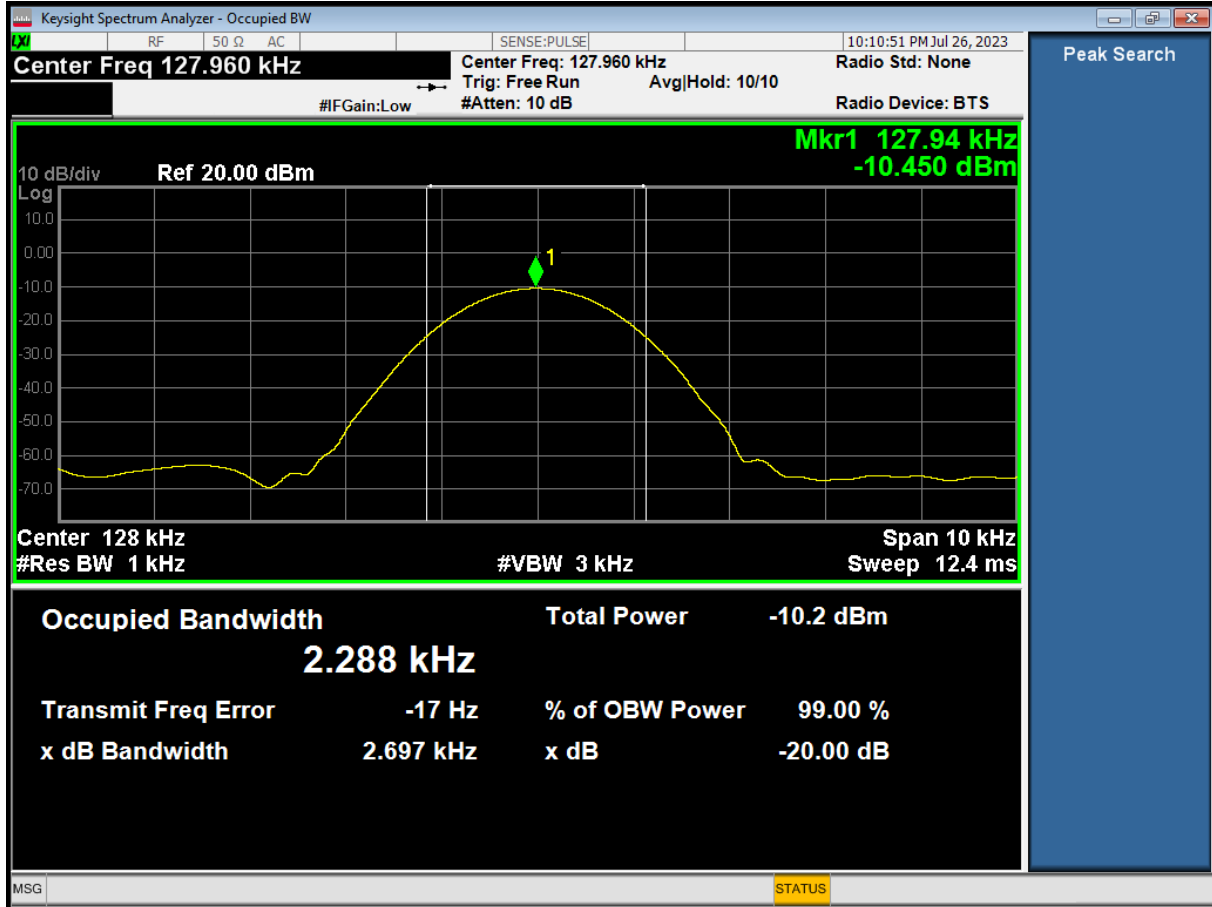 Keysight Spectrum Analyzer - Occupied BW
LXI RF 50 Ω AC SENSE:PULSE 10:10:51 PM Jul 26, 2023
Center Freq 127.960 kHz
Center Freq: 127.960 kHz Radio Std: None
Trig: Free Run Avg|Hold: 10/10
#IFGain:Low #Atten: 10 dB Radio Device: BTS
Peak Search
Mkr1 127.94 kHz
-10.450 dBm
10 dB/div Ref 20.00 dBm
Log
10.0
0.00
-10.0
-20.0
-30.0
-40.0
-50.0
-60.0
-70.0
1
Center 128 kHz Span 10 kHz
#Res BW 1 kHz #VBW 3 kHz Sweep 12.4 ms
Occupied Bandwidth Total Power -10.2 dBm
2.288 kHz
Transmit Freq Error -17 Hz % of OBW Power 99.00 %
x dB Bandwidth 2.697 kHz x dB -20.00 dB
MSG STATUS